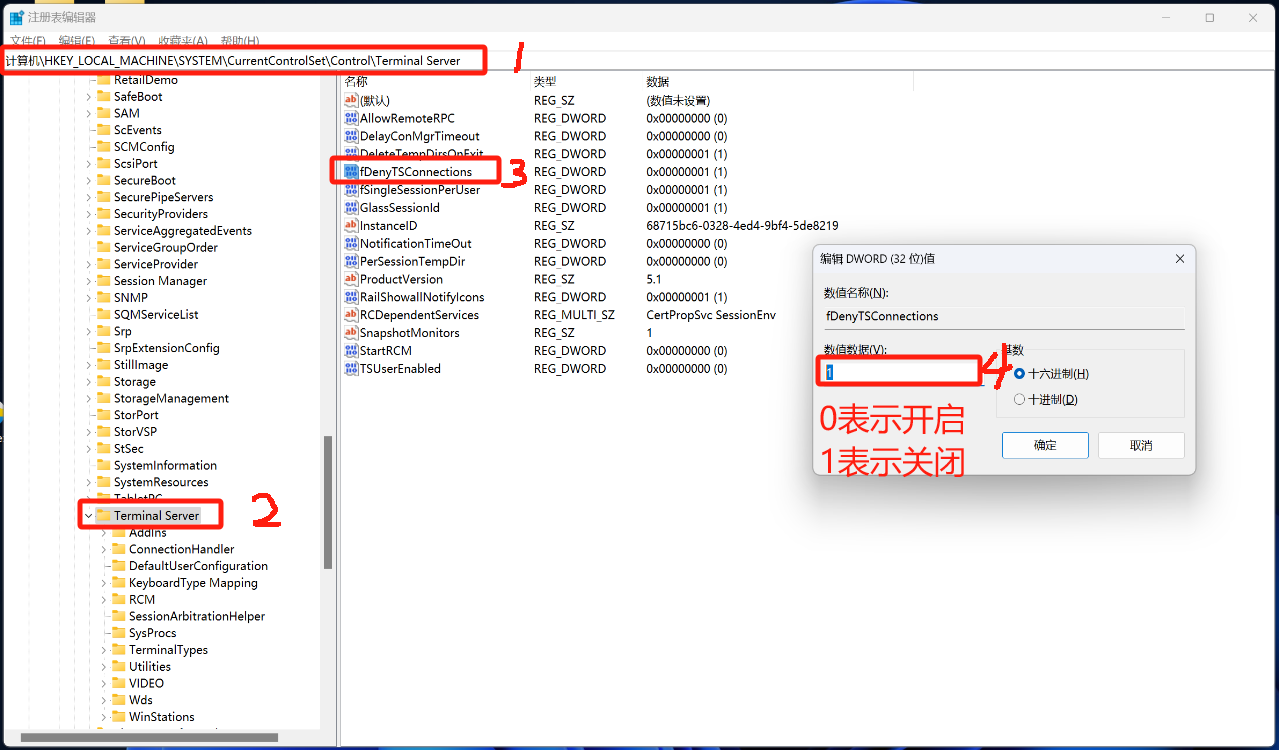 注册表编辑器
文件(F) 编辑(E) 查看(V) 收藏夹(A) 帮助(H)
计算机\HKEY_LOCAL_MACHINE\SYSTEM\CurrentControlSet\Control\Terminal Server
1
RetailDemo
SafeBoot
SAM
ScEvents
SCMConfig
ScsiPort
SecureBoot
SecurePipeServers
SecurityProviders
ServiceAggregatedEvents
ServiceGroupOrder
ServiceProvider
Session Manager
SNMP
SQMServiceList
Srp
SrpExtensionConfig
StillImage
Storage
StorageManagement
StorPort
StorVSP
StSec
SystemInformation
SystemResources
TabletPC
Terminal Server
2
AddIns
ConnectionHandler
DefaultUserConfiguration
KeyboardType Mapping
RCM
SessionArbitrationHelper
SysProcs
TerminalTypes
Utilities
VIDEO
Wds
WinStations
名称 类型 数据
(默认) REG_SZ (数值未设置)
AllowRemoteRPC REG_DWORD 0x00000000 (0)
DelayConMgrTimeout REG_DWORD 0x00000000 (0)
DeleteTempDirsOnExit REG_DWORD 0x00000001 (1)
fDenyTSConnections REG_DWORD 0x00000001 (1)
3
fSingleSessionPerUser REG_DWORD 0x00000001 (1)
GlassSessionId REG_DWORD 0x00000001 (1)
InstanceID REG_SZ 68715bc6-0328-4ed4-9bf4-5de8219
NotificationTimeOut REG_DWORD 0x00000000 (0)
PerSessionTempDir REG_DWORD 0x00000000 (0)
ProductVersion REG_SZ 5.1
RailShowallNotifyIcons REG_DWORD 0x00000001 (1)
RCDependentServices REG_MULTI_SZ CertPropSvc SessionEnv
SnapshotMonitors REG_SZ 1
StartRCM REG_DWORD 0x00000000 (0)
TSUserEnabled REG_DWORD 0x00000000 (0)
编辑 DWORD (32 位)值
数值名称(N):
fDenyTSConnections
数值数据(V):
1
4
基数
十六进制(H)
十进制(D)
0表示开启
1表示关闭
确定 取消